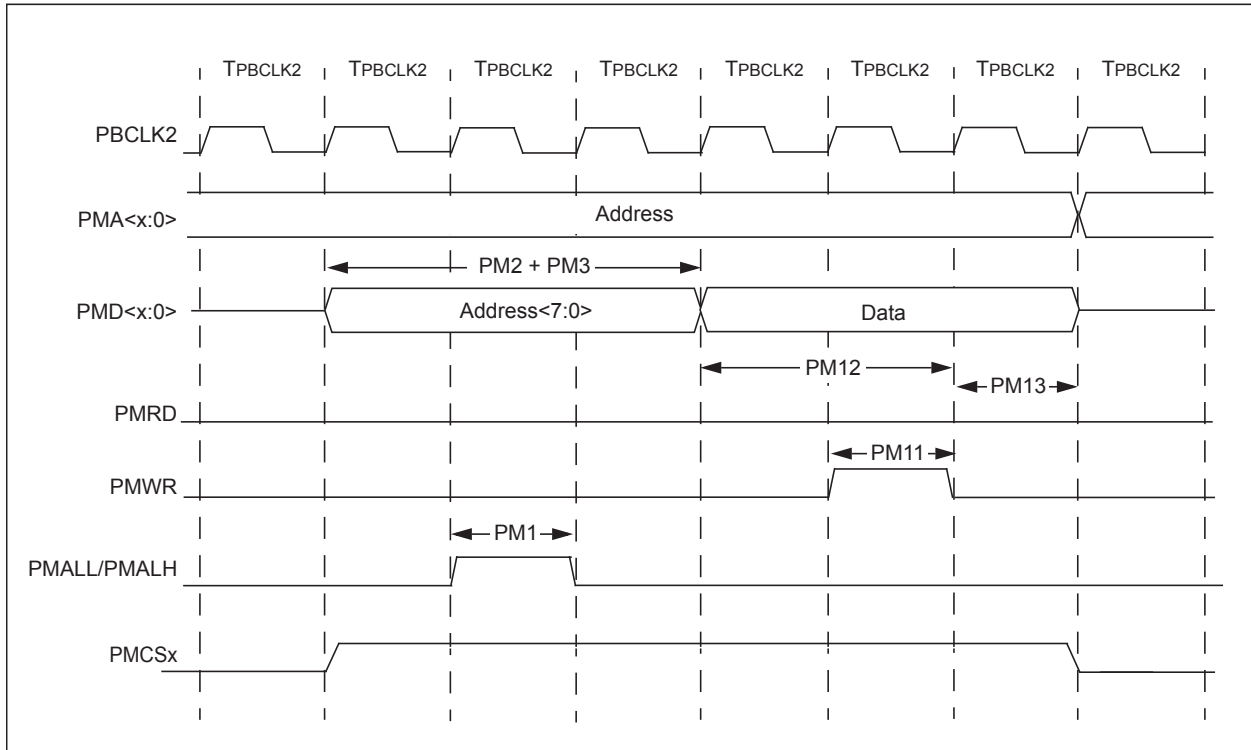 TPBCLK2 TPBCLK2 TPBCLK2 TPBCLK2 TPBCLK2 TPBCLK2 TPBCLK2 TPBCLK2
PBCLK2
PMA<x:0> Address
PM2 + PM3
PMD<x:0> Address<7:0> Data
PM12
PM13
PMRD
PM11
PMWR
PM1
PMALL/PMALH
PMCSx